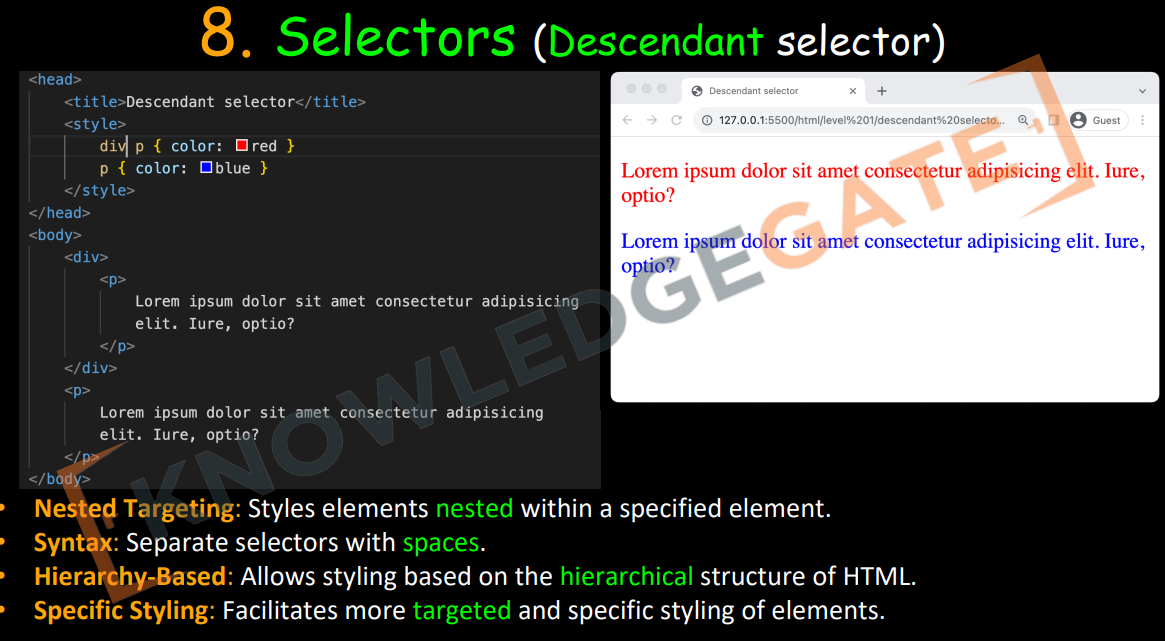 8. Selectors (Descendant selector)
<head>
<title>Descendant selector</title>
<style>
div p { color: red }
p { color: blue }
</style>
</head>
<body>
<div>
<p>
Lorem ipsum dolor sit amet consectetur adipisicing
elit. Iure, optio?
</p>
</div>
<p>
Lorem ipsum dolor sit amet consectetur adipisicing
elit. Iure, optio?
</p>
</body>
Descendant selector
127.0.0.1:5500/html/level%201/descendant%20selecto...
Guest
Lorem ipsum dolor sit amet consectetur adipisicing elit. Iure,
optio?
Lorem ipsum dolor sit amet consectetur adipisicing elit. Iure,
optio?
KNOWLEDGEGATE
• Nested Targeting: Styles elements nested within a specified element.
• Syntax: Separate selectors with spaces.
• Hierarchy-Based: Allows styling based on the hierarchical structure of HTML.
• Specific Styling: Facilitates more targeted and specific styling of elements.